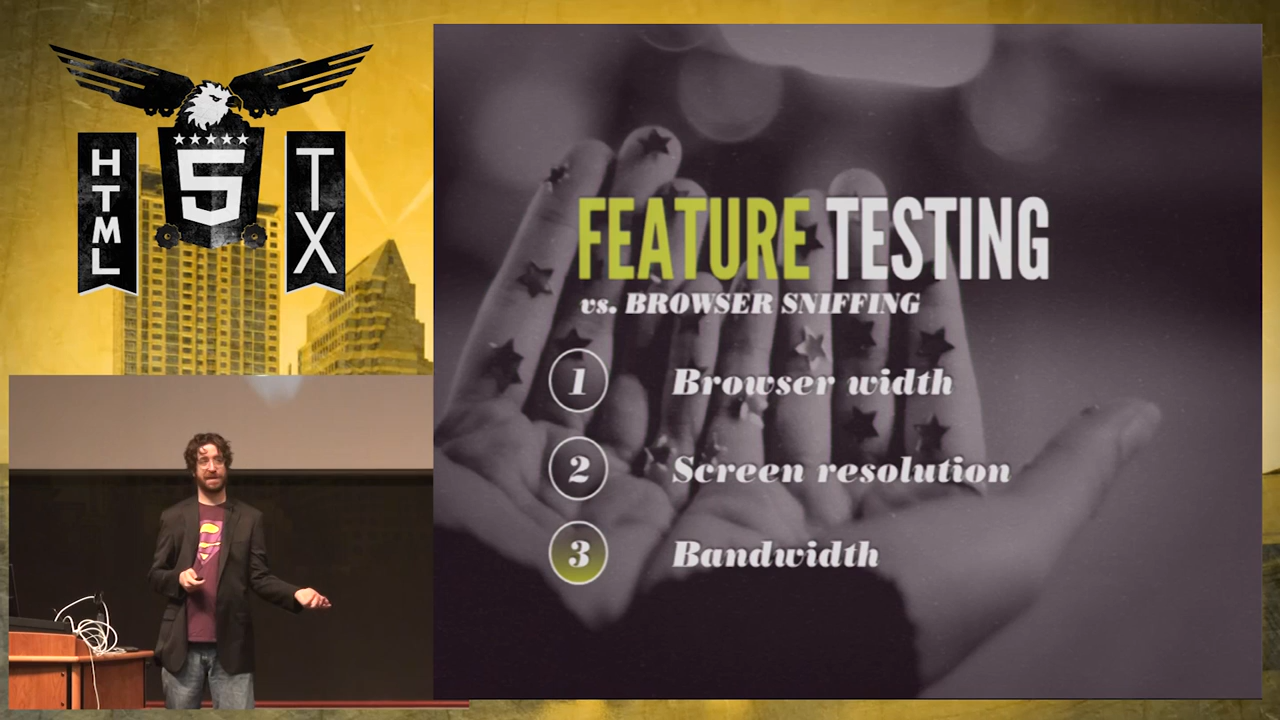 HTML
5
TX
FEATURE TESTING
vs. BROWSER SNIFFING
1 Browser width
2 Screen resolution
3 Bandwidth